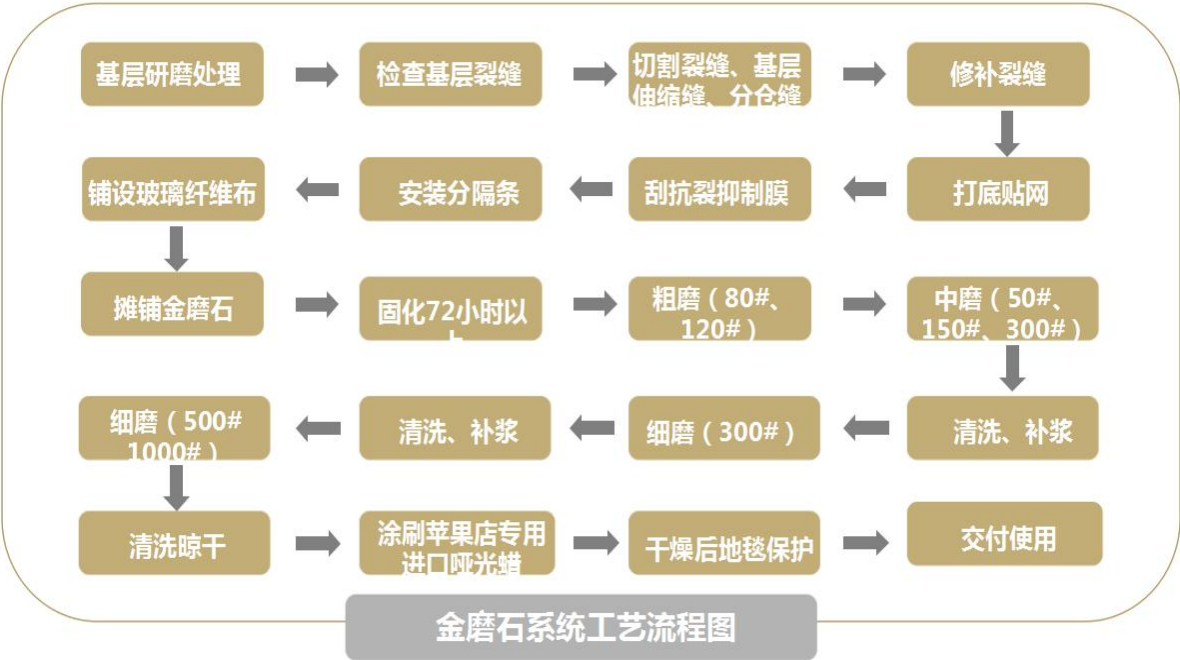 基层研磨处理
检查基层裂缝
切割裂缝、基层
伸缩缝、分仓缝
修补裂缝
铺设玻璃纤维布
安装分隔条
刮抗裂抑制膜
打底贴网
摊铺金磨石
固化72小时以
上
粗磨（80#、
120#）
中磨（50#、
150#、300#）
细磨（500#
1000#）
清洗、补浆
细磨（300#）
清洗、补浆
清洗晾干
涂刷苹果店专用
进口哑光蜡
干燥后地毯保护
交付使用
金磨石系统工艺流程图